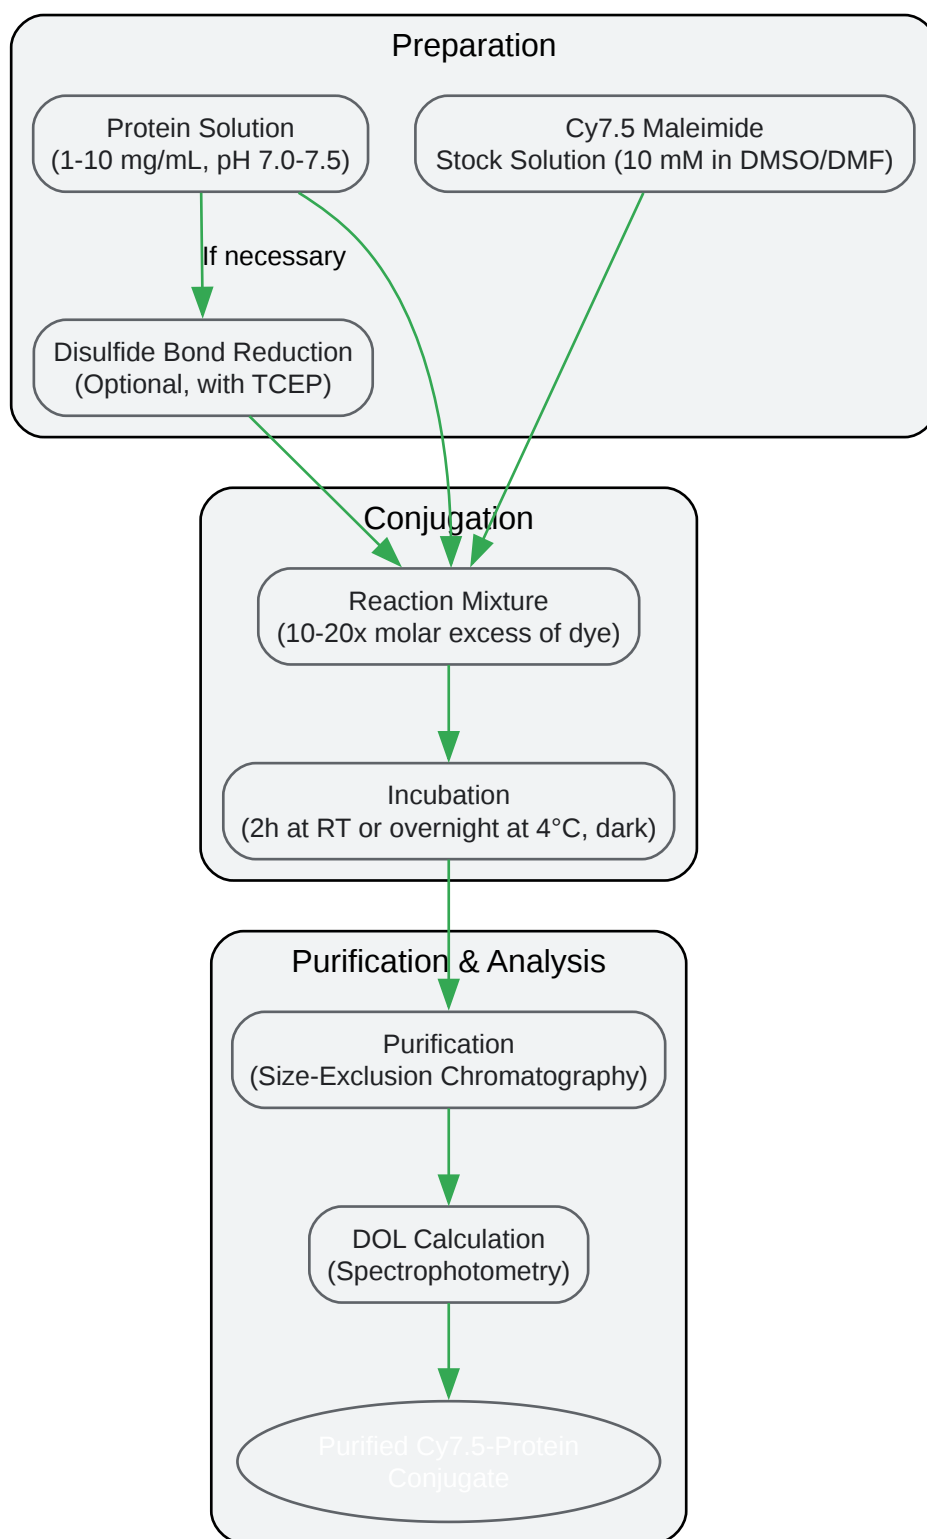 Preparation
Protein Solution
(1-10 mg/mL, pH 7.0-7.5)
Cy7.5 Maleimide
Stock Solution (10 mM in DMSO/DMF)
If necessary
Disulfide Bond Reduction
(Optional, with TCEP)
Conjugation
Reaction Mixture
(10-20x molar excess of dye)
Incubation
(2h at RT or overnight at 4°C, dark)
Purification & Analysis
Purification
(Size-Exclusion Chromatography)
DOL Calculation
(Spectrophotometry)
Purified Cy7.5-Protein
Conjugate